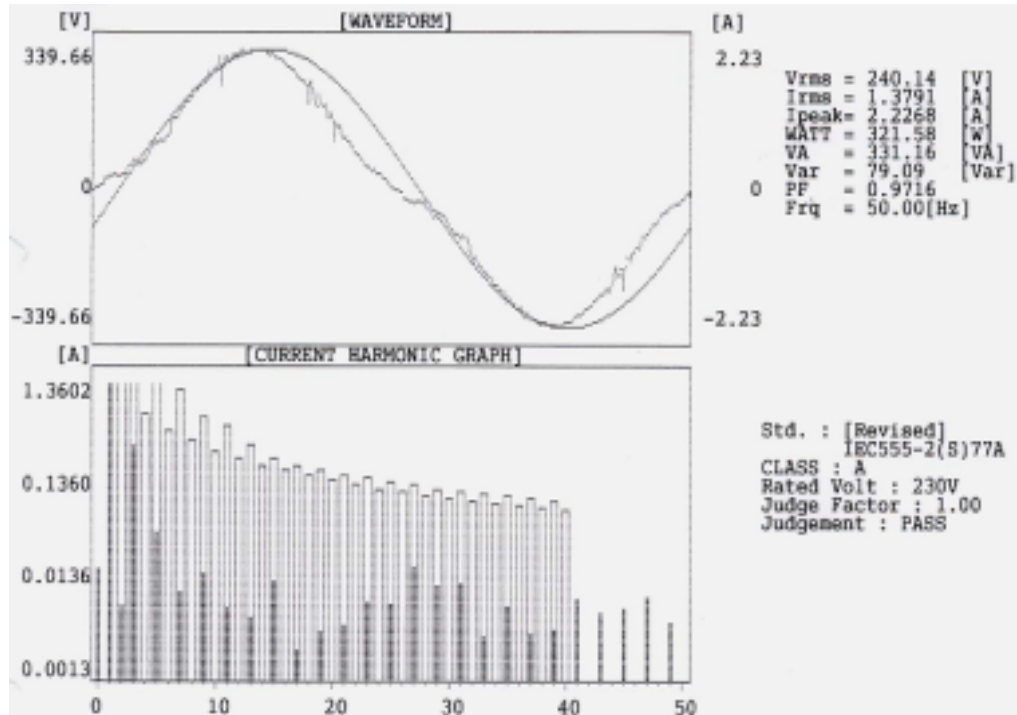 [V] [WAVEFORM] [A]
339.66 2.23
Vrms = 240.14 [V]
Irms = 1.3791 [A]
Ipeak= 2.2268 [A]
WATT = 321.58 [W]
VA = 331.16 [VA]
Var = 79.09 [Var]
0 0
PF = 0.9716
Frq = 50.00[Hz]
-339.66 -2.23
[A] [CURRENT HARMONIC GRAPH]
1.3602
0.1360
0.0136
0.0013
0 10 20 30 40 50
Std. : [Revised]
IEC555-2(S)77A
CLASS : A
Rated Volt : 230V
Judge Factor : 1.00
Judgement : PASS